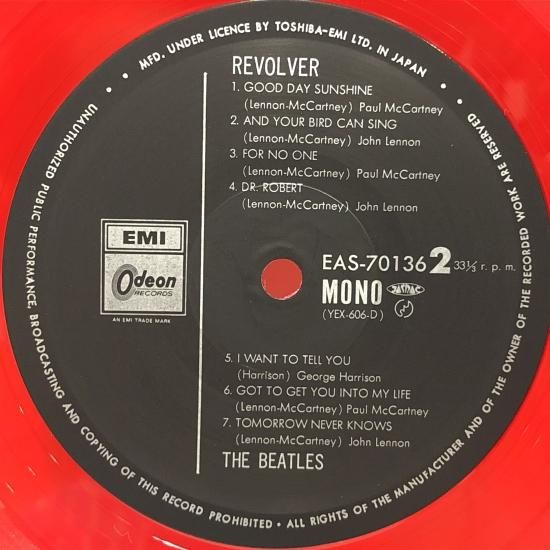 MFD. UNDER LICENCE BY TOSHIBA-EMI LTD. IN JAPAN
REVOLVER
1. GOOD DAY SUNSHINE
(Lennon-McCartney) Paul McCartney
2. AND YOUR BIRD CAN SING
(Lennon-McCartney) John Lennon
3. FOR NO ONE
(Lennon-McCartney) Paul McCartney
4. DR. ROBERT
(Lennon-McCartney) John Lennon
EMI
Odeon
RECORDS
AN EMI TRADE MARK
EAS-70136 2 33⅓ r. p. m.
MONO
(YEX-606-D)
5. I WANT TO TELL YOU
(Harrison) George Harrison
6. GOT TO GET YOU INTO MY LIFE
(Lennon-McCartney) Paul McCartney
7. TOMORROW NEVER KNOWS
(Lennon-McCartney) John Lennon
THE BEATLES
UNAUTHORIZED PUBLIC PERFORMANCE, BROADCASTING AND COPYING OF THIS RECORD PROHIBITED • ALL RIGHTS OF THE MANUFACTURER AND OF THE OWNER OF THE RECORDED WORK ARE RESERVED